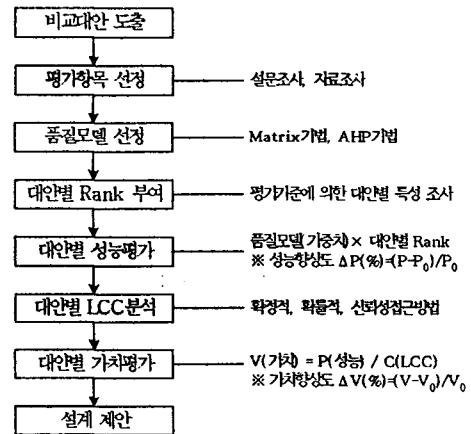 비교대안 도출
평가항목 선정
설문조사, 자료조사
품질모델 선정
Matrix기법, AHP기법
대안별 Rank 부여
평가기준에 의한 대안별 특성 조사
대안별 성능평가
품질모델(가중치)× 대안별 Rank
※ 성능향상도 ΔP(%)=(P-P₀)/P₀
대안별 LCC분석
확정적, 확률적, 신뢰성접근방법
대안별 가치평가
V(가치) = P(성능) / C(LCC)
※ 가치향상도 ΔV(%)=(V-V₀)/V₀
설계 제안